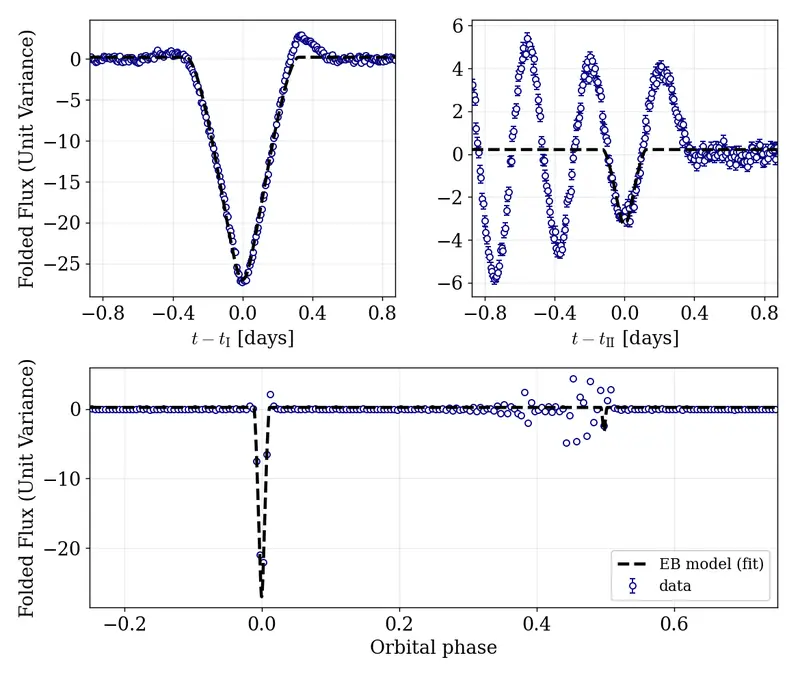 Folded Flux (Unit Variance)
0
−5
−10
−15
−20
−25
−0.8 −0.4 0.0 0.4 0.8
t − tI [days]
6
4
2
0
−2
−4
−6
−0.8 −0.4 0.0 0.4 0.8
t − tII [days]
Folded Flux (Unit Variance)
0
−10
−20
−0.2 0.0 0.2 0.4 0.6
Orbital phase
EB model (fit)
data